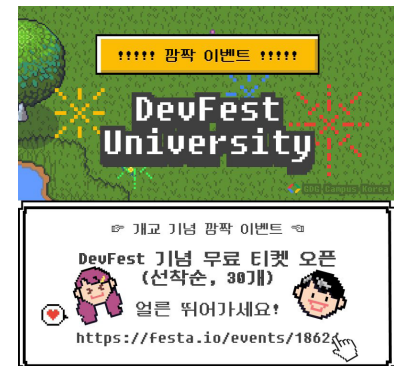 !!!!! 깜짝 이벤트 !!!!!
DevFest
University
GDG Campus Korea
☞ 개교 기념 깜짝 이벤트 ☜
DevFest 기념 무료 티켓 오픈
(선착순, 30개)
얼른 뛰어가세요!
https://festa.io/events/1862